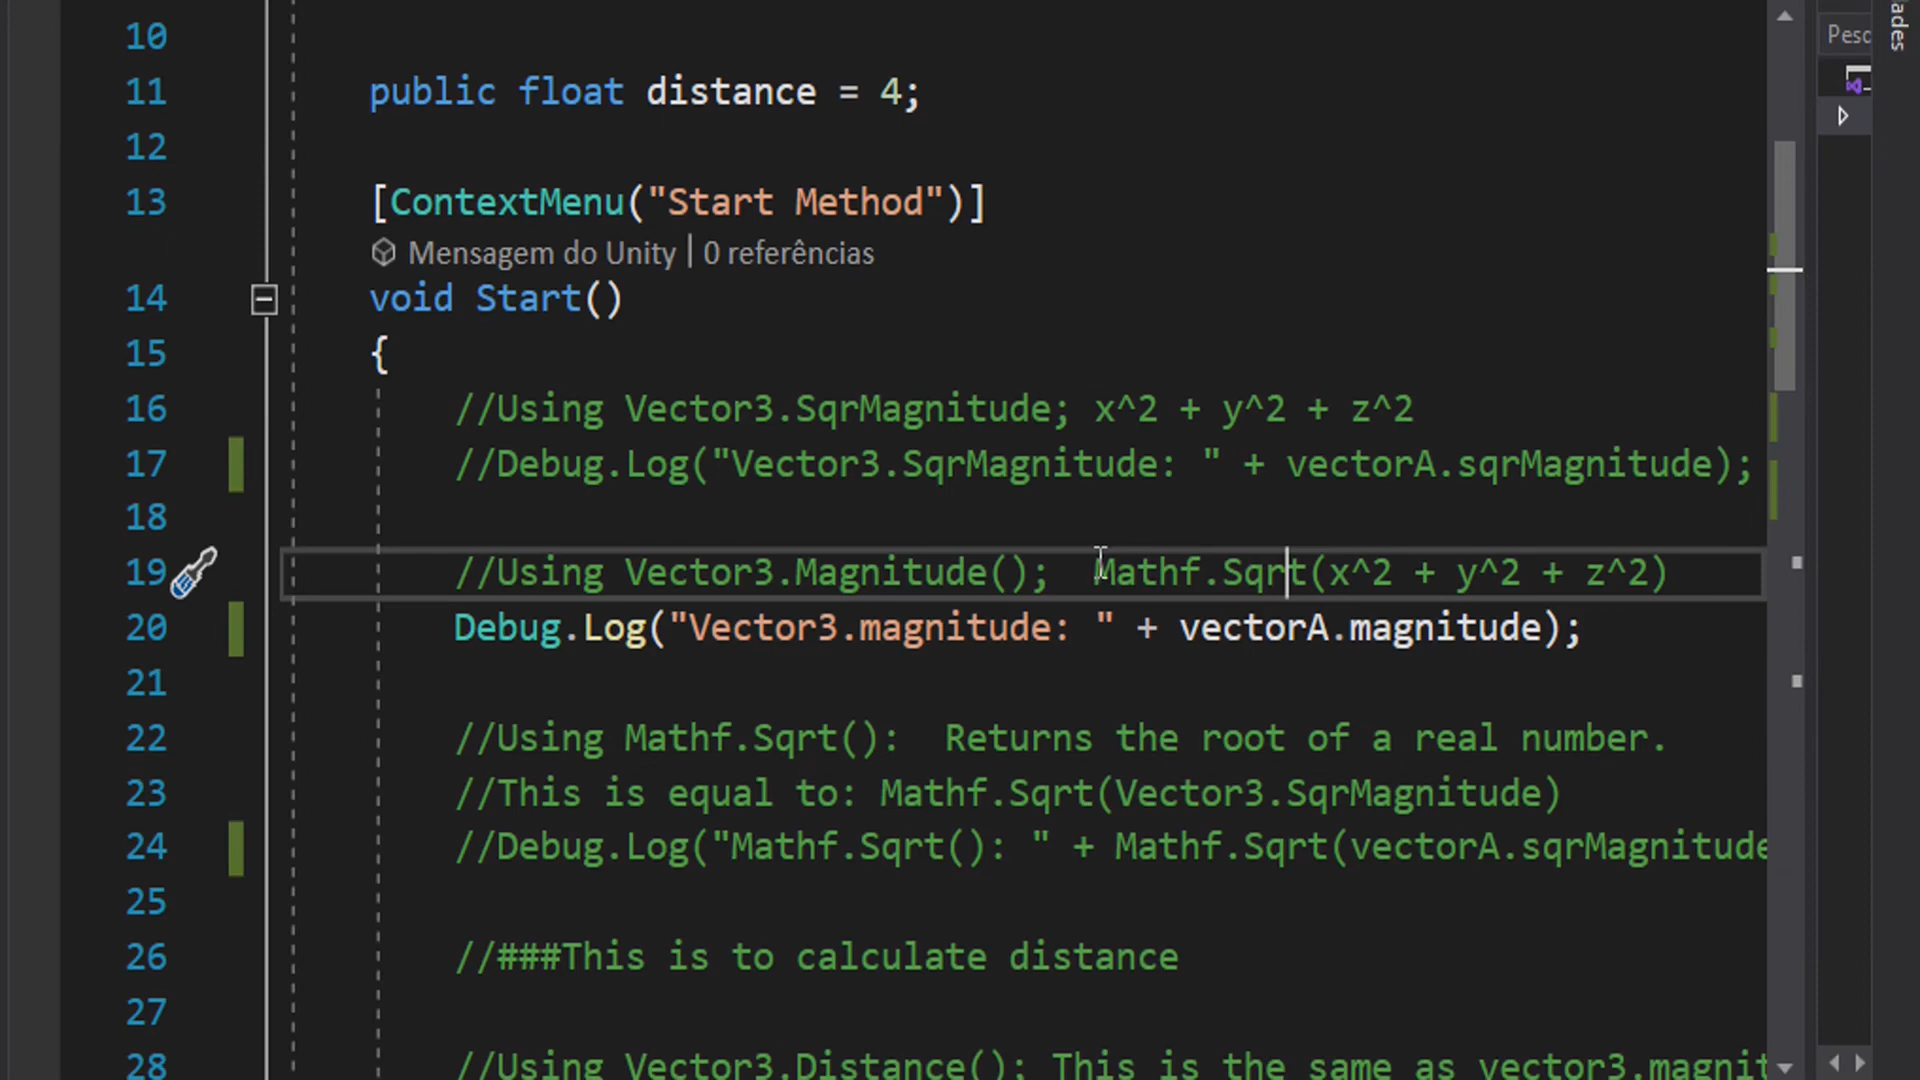 ades
Pesc
10
11 public float distance = 4;
12
13 [ContextMenu("Start Method")]
Mensagem do Unity | 0 referências
14 void Start()
15 {
16 //Using Vector3.SqrMagnitude; x^2 + y^2 + z^2
17 //Debug.Log("Vector3.SqrMagnitude: " + vectorA.sqrMagnitude);
18
19 //Using Vector3.Magnitude();  Mathf.Sqrt(x^2 + y^2 + z^2)
20 Debug.Log("Vector3.magnitude: " + vectorA.magnitude);
21
22 //Using Mathf.Sqrt():  Returns the root of a real number.
23 //This is equal to: Mathf.Sqrt(Vector3.SqrMagnitude)
24 //Debug.Log("Mathf.Sqrt(): " + Mathf.Sqrt(vectorA.sqrMagnitude
25
26 //###This is to calculate distance
27
28 //Using Vector3.Distance(); This is the same as vector3.magnit